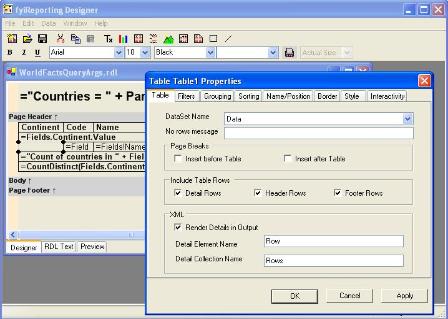 fyiReporting Designer
File Edit Data Window Help
B I U Arial 10 Black Actual Size
WorldFactsQueryArgs.rdl
="Countries = " + Par
Page Header ↑
Continent Code Name
=Fields.Continent.Value
=Field =Fields!Name
="Count of countries in " + Fiel
=CountDistinct(Fields.Continent
Body ↑
Page Footer ↑
Designer RDL Text Preview
Table Table1 Properties
Table Filters Grouping Sorting Name/Position Border Style Interactivity
DataSet Name Data
No rows message
Page Breaks
Insert before Table Insert after Table
Include Table Rows
Detail Rows Header Rows Footer Rows
XML
Render Details in Output
Detail Element Name Row
Detail Collection Name Rows
OK Cancel Apply